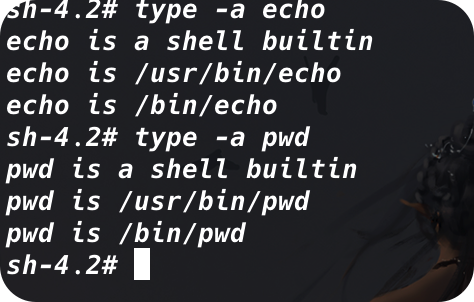 sh-4.2# type -a echo
echo is a shell builtin
echo is /usr/bin/echo
echo is /bin/echo
sh-4.2# type -a pwd
pwd is a shell builtin
pwd is /usr/bin/pwd
pwd is /bin/pwd
sh-4.2#